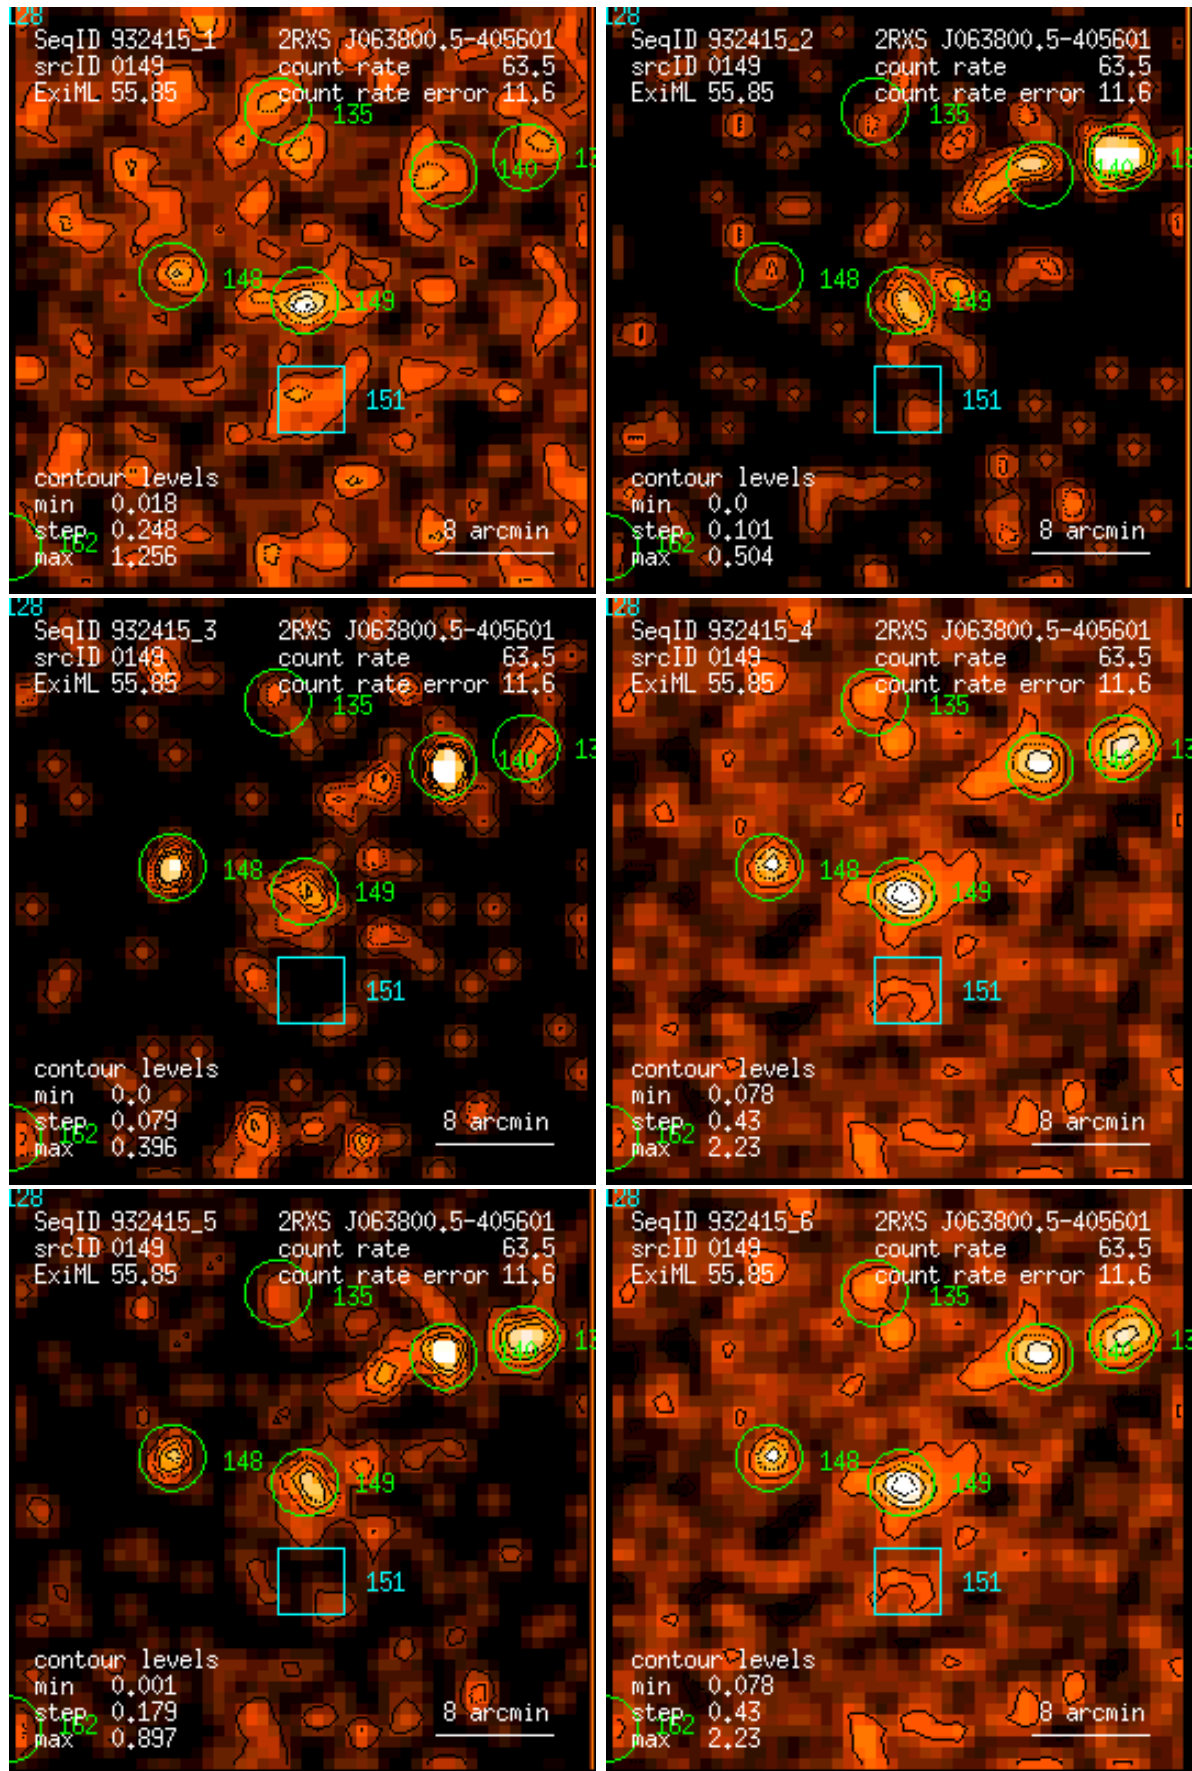 128
SeqID 932415_1 2RXS J063800.5-405601
srcID 0149 count rate 63.5
ExiML 55.85 count rate error 11.6
135
140 13
148
149
151
contour levels
min 0.018
step 0.248 8 arcmin
162
max 1.256
128
SeqID 932415_2 2RXS J063800.5-405601
srcID 0149 count rate 63.5
ExiML 55.85 count rate error 11.6
135
140 13
148
149
151
contour levels
min 0.0
step 0.101 8 arcmin
162
max 0.504
128
SeqID 932415_3 2RXS J063800.5-405601
srcID 0149 count rate 63.5
ExiML 55.85 count rate error 11.6
135
140 13
148
149
151
contour levels
min 0.0
step 0.079 8 arcmin
162
max 0.396
128
SeqID 932415_4 2RXS J063800.5-405601
srcID 0149 count rate 63.5
ExiML 55.85 count rate error 11.6
135
140 13
148
149
151
contour levels
min 0.078
step 0.43 8 arcmin
162
max 2.23
128
SeqID 932415_5 2RXS J063800.5-405601
srcID 0149 count rate 63.5
ExiML 55.85 count rate error 11.6
135
140 13
148
149
151
contour levels
min 0.001
step 0.179 8 arcmin
162
max 0.897
128
SeqID 932415_6 2RXS J063800.5-405601
srcID 0149 count rate 63.5
ExiML 55.85 count rate error 11.6
135
140 13
148
149
151
contour levels
min 0.078
step 0.43 8 arcmin
162
max 2.23